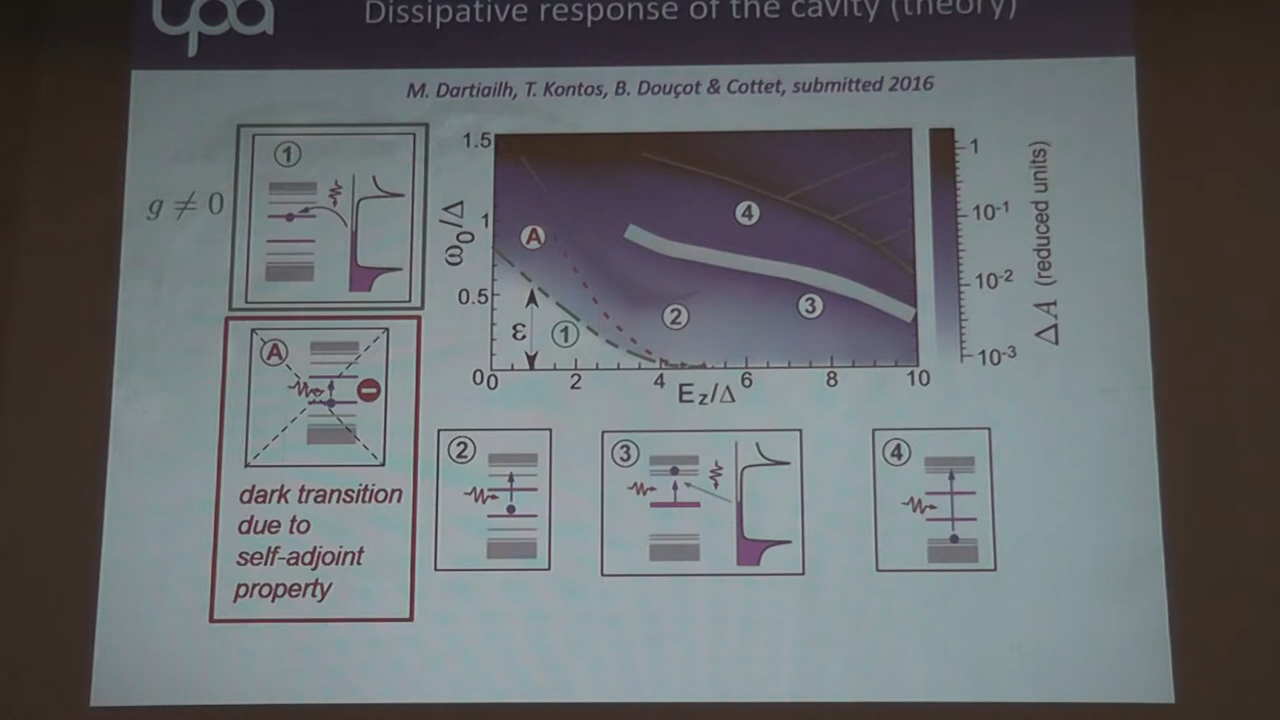 lpa
Dissipative response of the cavity (theory)
M. Dartiailh, T. Kontos, B. Douçot & Cottet, submitted 2016
g ≠ 0
1
A
dark transition
due to
self-adjoint
property
ω0/Δ
1.5
1
0.5
0
A
ε
1
2
3
4
0
2
4
6
8
10
Ez/Δ
1
10-1
10-2
10-3
ΔA (reduced units)
2
3
4